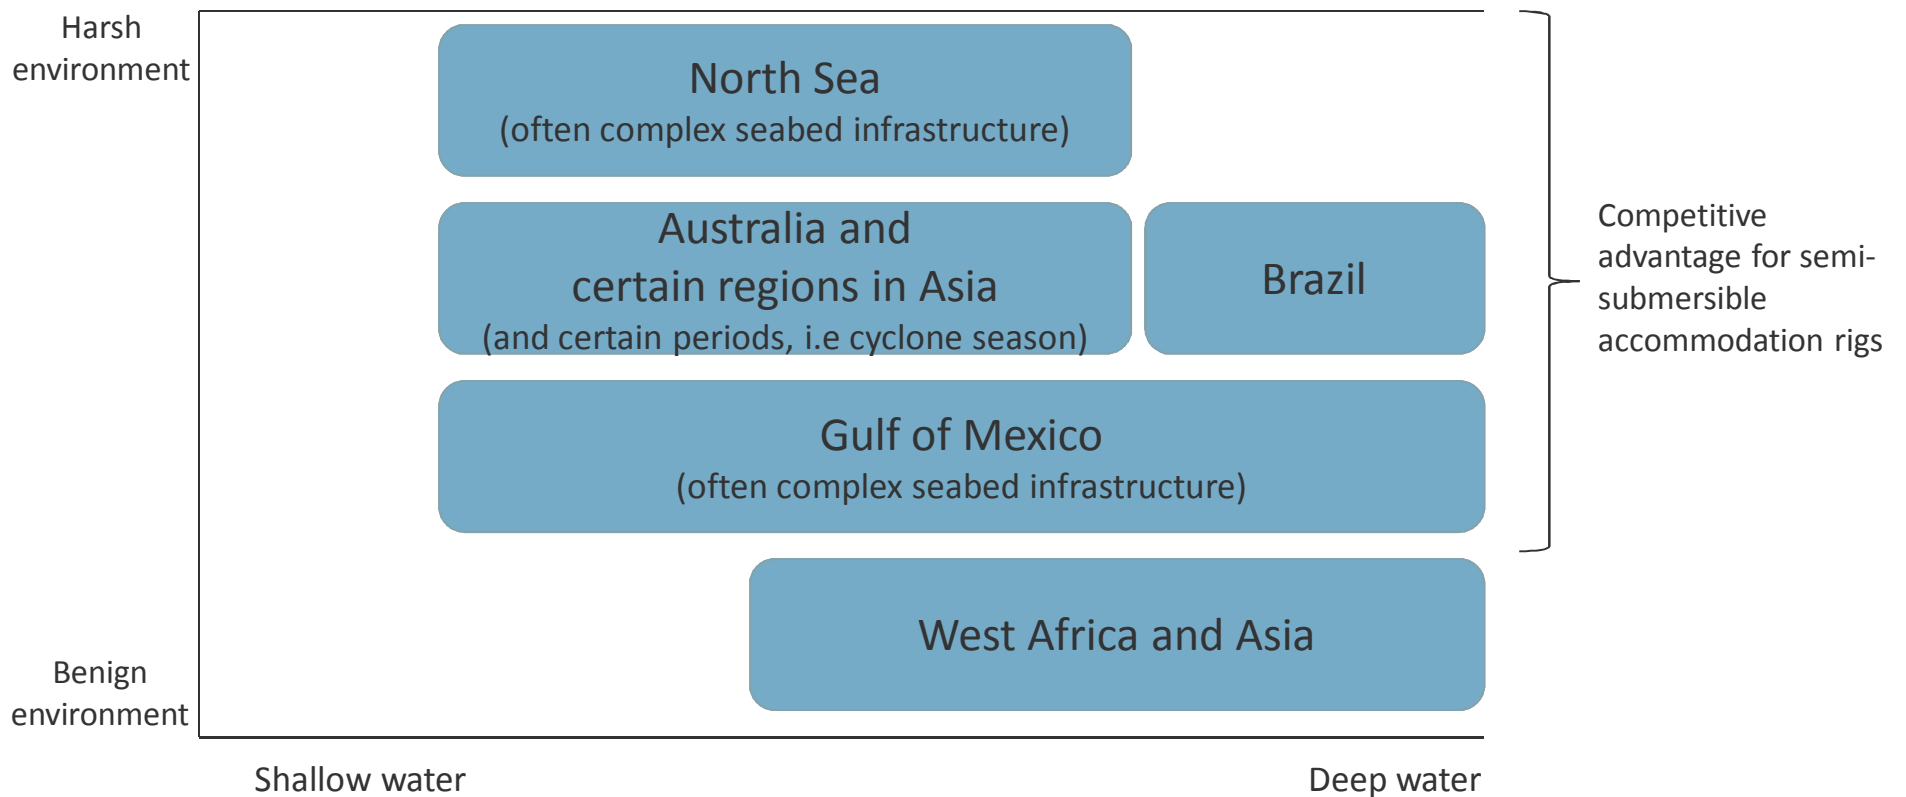 Harsh
environment
North Sea
(often complex seabed infrastructure)
Australia and
certain regions in Asia
(and certain periods, i.e cyclone season)
Brazil
Competitive
advantage for semi-
submersible
accommodation rigs
Gulf of Mexico
(often complex seabed infrastructure)
West Africa and Asia
Benign
environment
Shallow water
Deep water